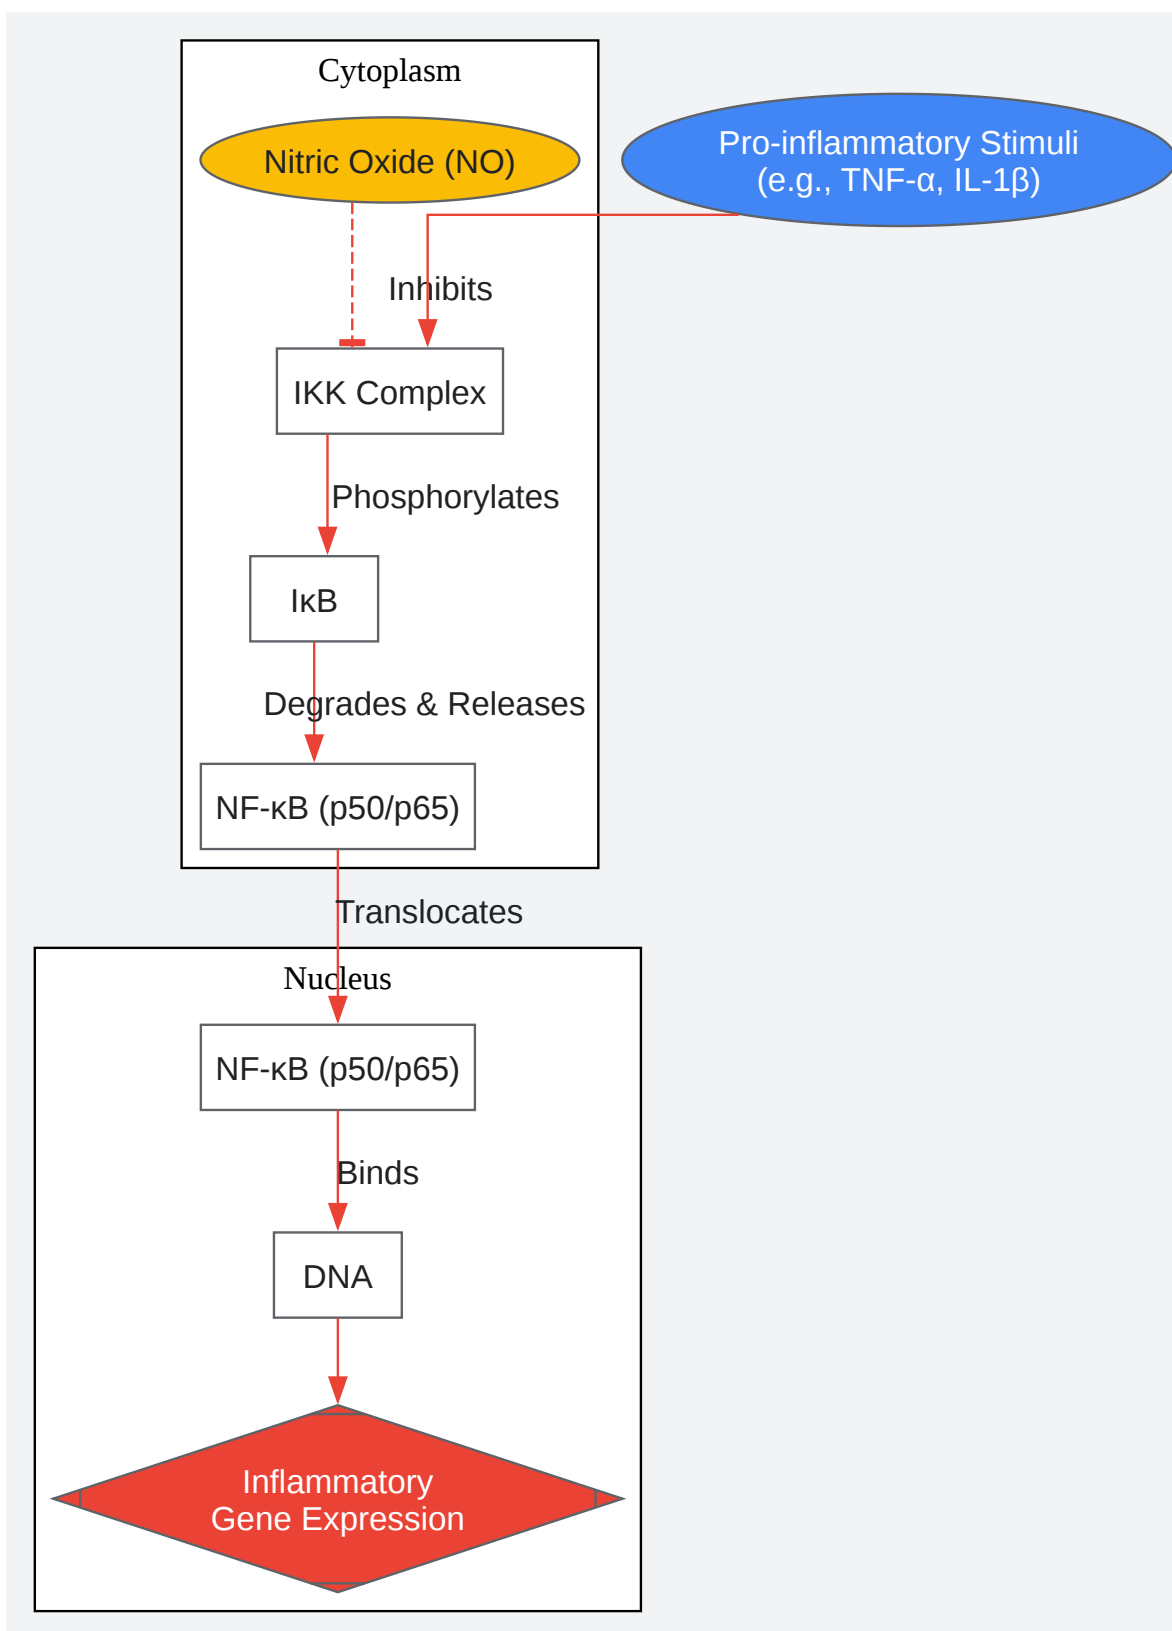 Cytoplasm
Nitric Oxide (NO)
Pro-inflammatory Stimuli
(e.g., TNF-α, IL-1β)
Inhibits
IKK Complex
Phosphorylates
IκB
Degrades & Releases
NF-κB (p50/p65)
Translocates
Nucleus
NF-κB (p50/p65)
Binds
DNA
Inflammatory
Gene Expression